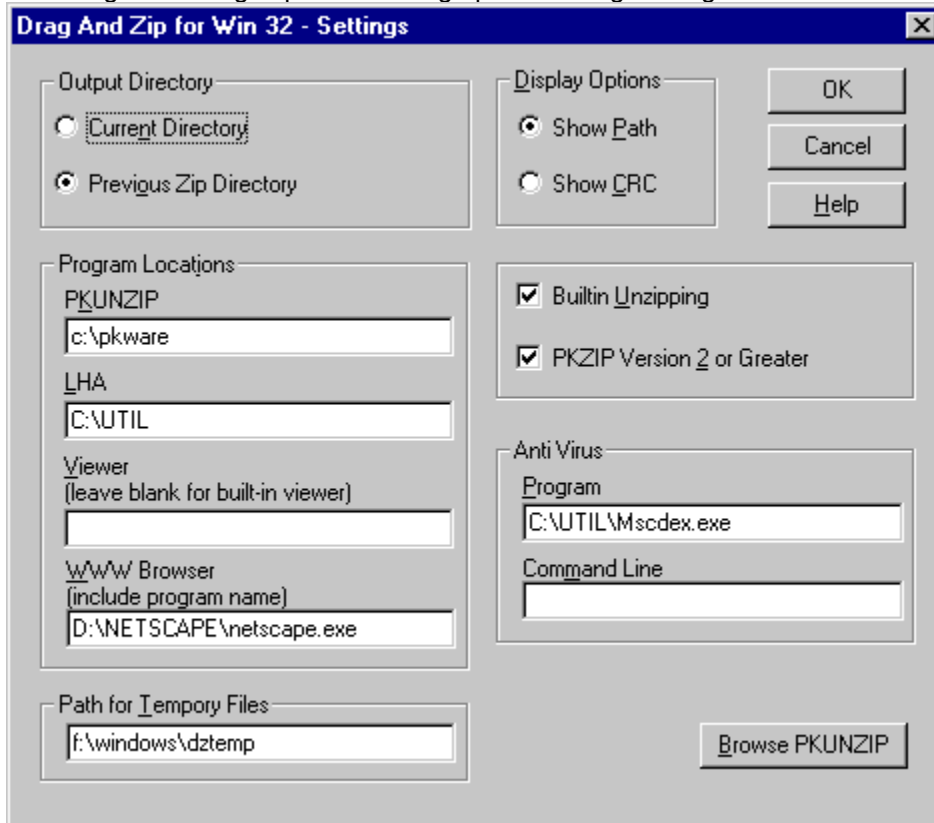 Drag And Zip for Win 32 - Settings
Output Directory
Current Directory
Previous Zip Directory
Display Options
Show Path
Show CRC
OK
Cancel
Help
Program Locations
PKUNZIP
c:\pkware
LHA
C:\UTIL
Viewer
(leave blank for built-in viewer)
WWW Browser
(include program name)
D:\NETSCAPE\netscape.exe
Builtin Unzipping
PKZIP Version 2 or Greater
Anti Virus
Program
C:\UTIL\Mscdex.exe
Command Line
Path for Tempory Files
f:\windows\dztemp
Browse PKUNZIP